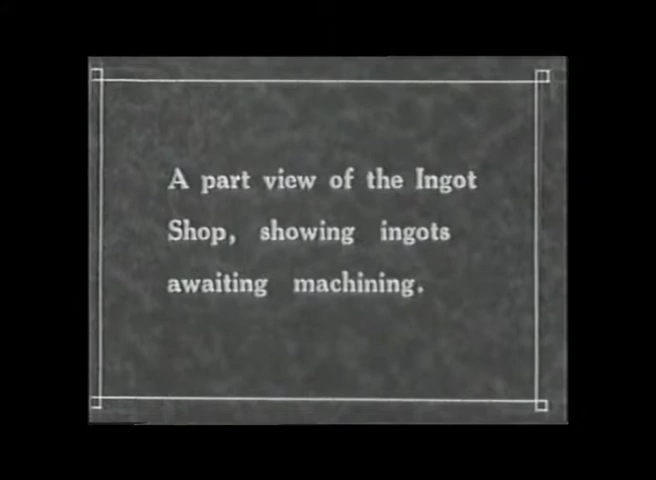 A part view of the Ingot
Shop, showing ingots
awaiting machining.